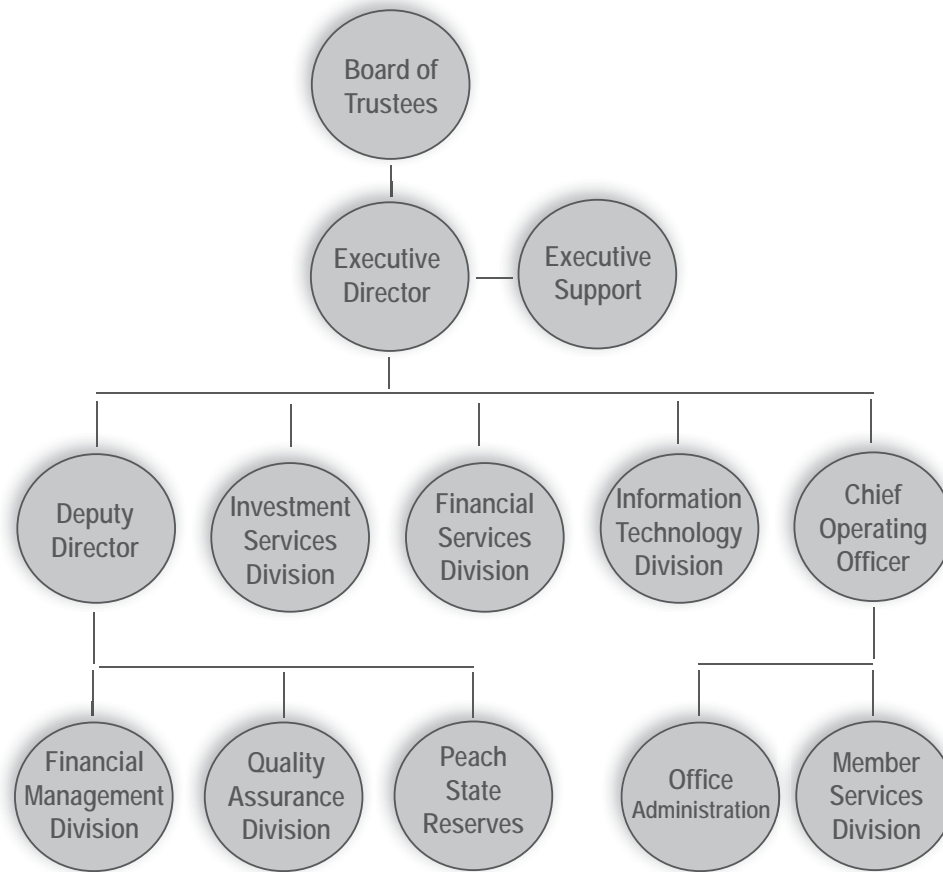 Board of
Trustees
Executive
Director
Executive
Support
Deputy
Director
Investment
Services
Division
Financial
Services
Division
Information
Technology
Division
Chief
Operating
Officer
Financial
Management
Division
Quality
Assurance
Division
Peach
State
Reserves
Office
Administration
Member
Services
Division